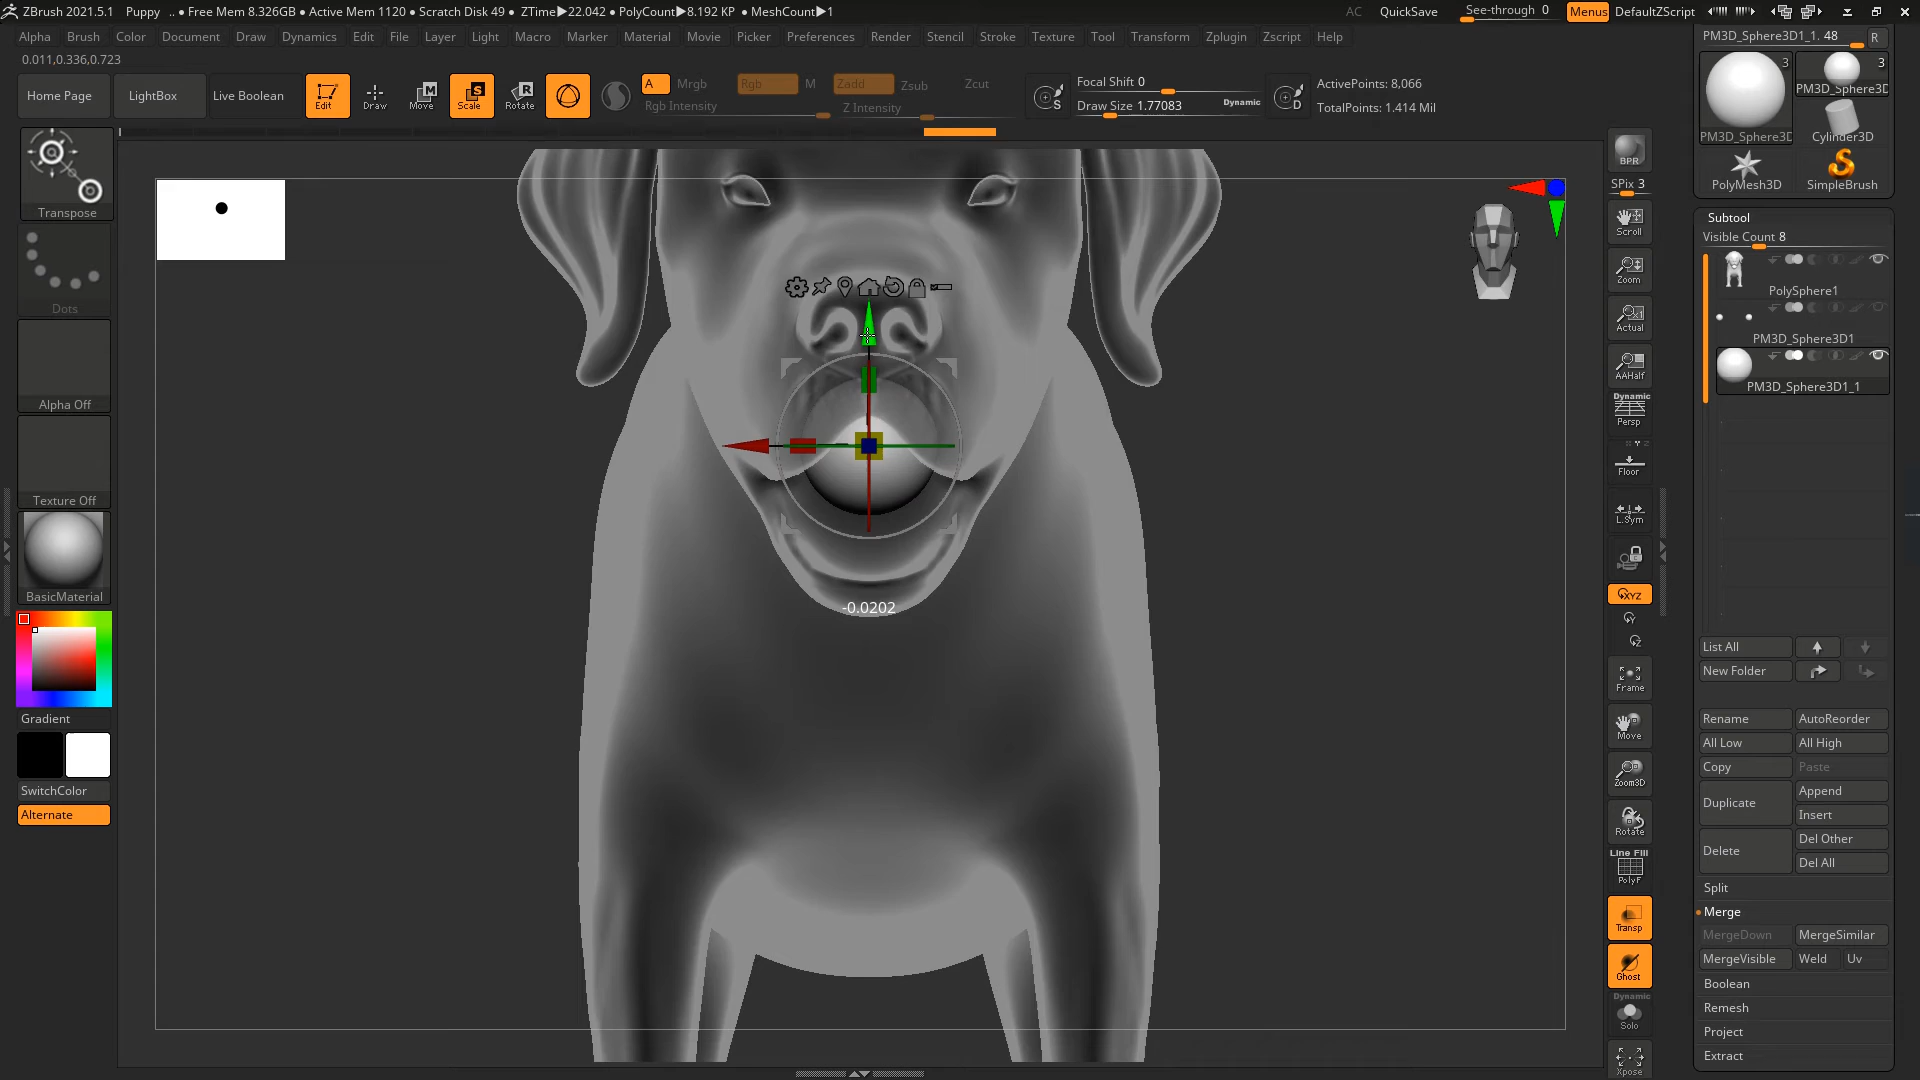 ZBrush 2021.5.1 Puppy .. ● Free Mem 8.326GB ● Active Mem 1120 ● Scratch Disk 49 ● ZTime▶22.042 ● PolyCount▶8.192 KP ● MeshCount▶1 AC QuickSave See-through 0 Menus DefaultZScript
Alpha Brush Color Document Draw Dynamics Edit File Layer Light Macro Marker Material Movie Picker Preferences Render Stencil Stroke Texture Tool Transform Zplugin Zscript Help
0.011,0.336,0.723
Home Page LightBox Live Boolean Edit Draw Move Scale Rotate
A Mrgb Rgb M Zadd Zsub Zcut
Rgb Intensity Z Intensity
Focal Shift 0
Draw Size 1.77083 Dynamic
ActivePoints: 8,066
TotalPoints: 1.414 Mil
Transpose
Dots
Alpha Off
Texture Off
BasicMaterial
Gradient
SwitchColor
Alternate
-0.0202
BPR
SPix 3
Scroll
Zoom
Actual
AAHalf
Dynamic
Persp
Floor
L.Sym
XYZ
Y
Z
Frame
Move
Zoom3D
Rotate
Line Fill
PolyF
Transp
Ghost
Dynamic
Solo
Xpose
PM3D_Sphere3D1_1. 48 R
3 3
PM3D_Sphere3D
PM3D_Sphere3D Cylinder3D
PolyMesh3D SimpleBrush
Subtool
Visible Count 8
PolySphere1
PM3D_Sphere3D1
PM3D_Sphere3D1_1
List All
New Folder
Rename AutoReorder
All Low All High
Copy Paste
Duplicate Append
Insert
Delete Del Other
Del All
Split
Merge
MergeDown MergeSimilar
MergeVisible Weld Uv
Boolean
Remesh
Project
Extract